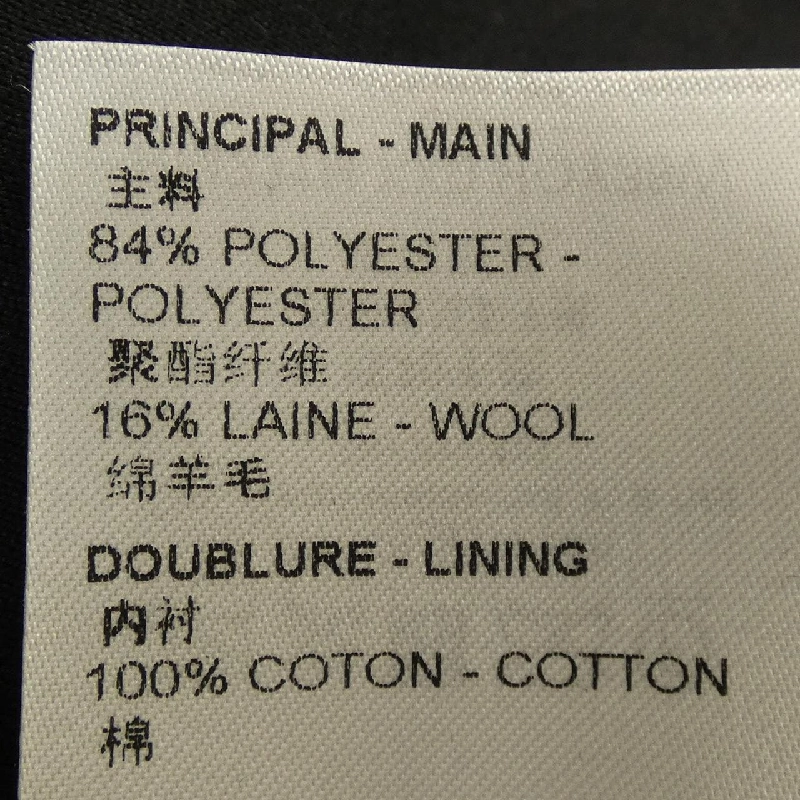 PRINCIPAL - MAIN
主料
84% POLYESTER -
POLYESTER
聚酯纤维
16% LAINE - WOOL
绵羊毛
DOUBLURE - LINING
内衬
100% COTON - COTTON
棉